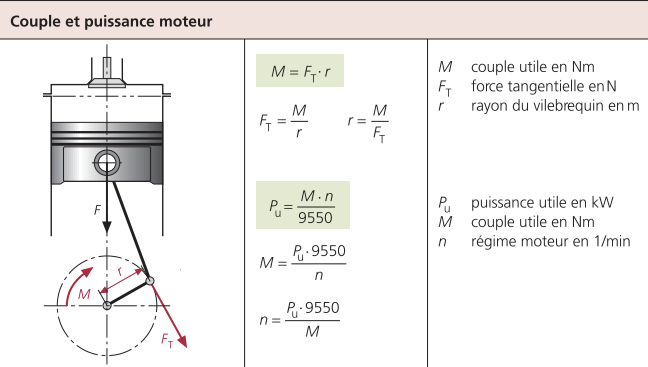 Couple et puissance moteur
F
r
M
F_T
M = F_T · r
F_T = M / r
r = M / F_T
P_u = M · n / 9550
M = P_u · 9550 / n
n = P_u · 9550 / M
M couple utile en Nm
F_T force tangentielle en N
r rayon du vilebrequin en m
P_u puissance utile en kW
M couple utile en Nm
n régime moteur en 1/min